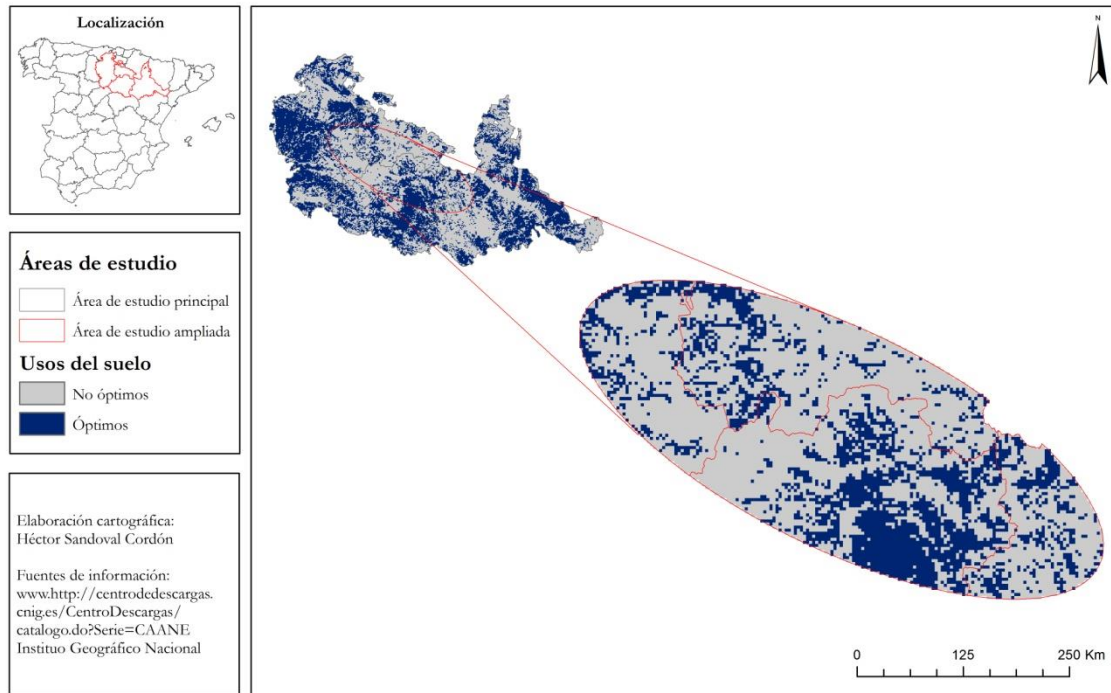 Localización
N
Áreas de estudio
Área de estudio principal
Área de estudio ampliada
Usos del suelo
No óptimos
Óptimos
Elaboración cartográfica:
Héctor Sandoval Cordón
Fuentes de información:
www.http://centrodedescargas.
cnig.es/CentroDescargas/
catalogo.do?Serie=CAANE
Instituo Geográfico Nacional
0 125 250 Km